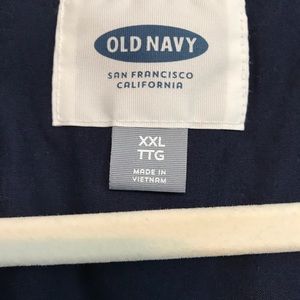 OLD NAVY
SAN FRANCISCO
CALIFORNIA
XXL
TTG
MADE IN
VIETNAM